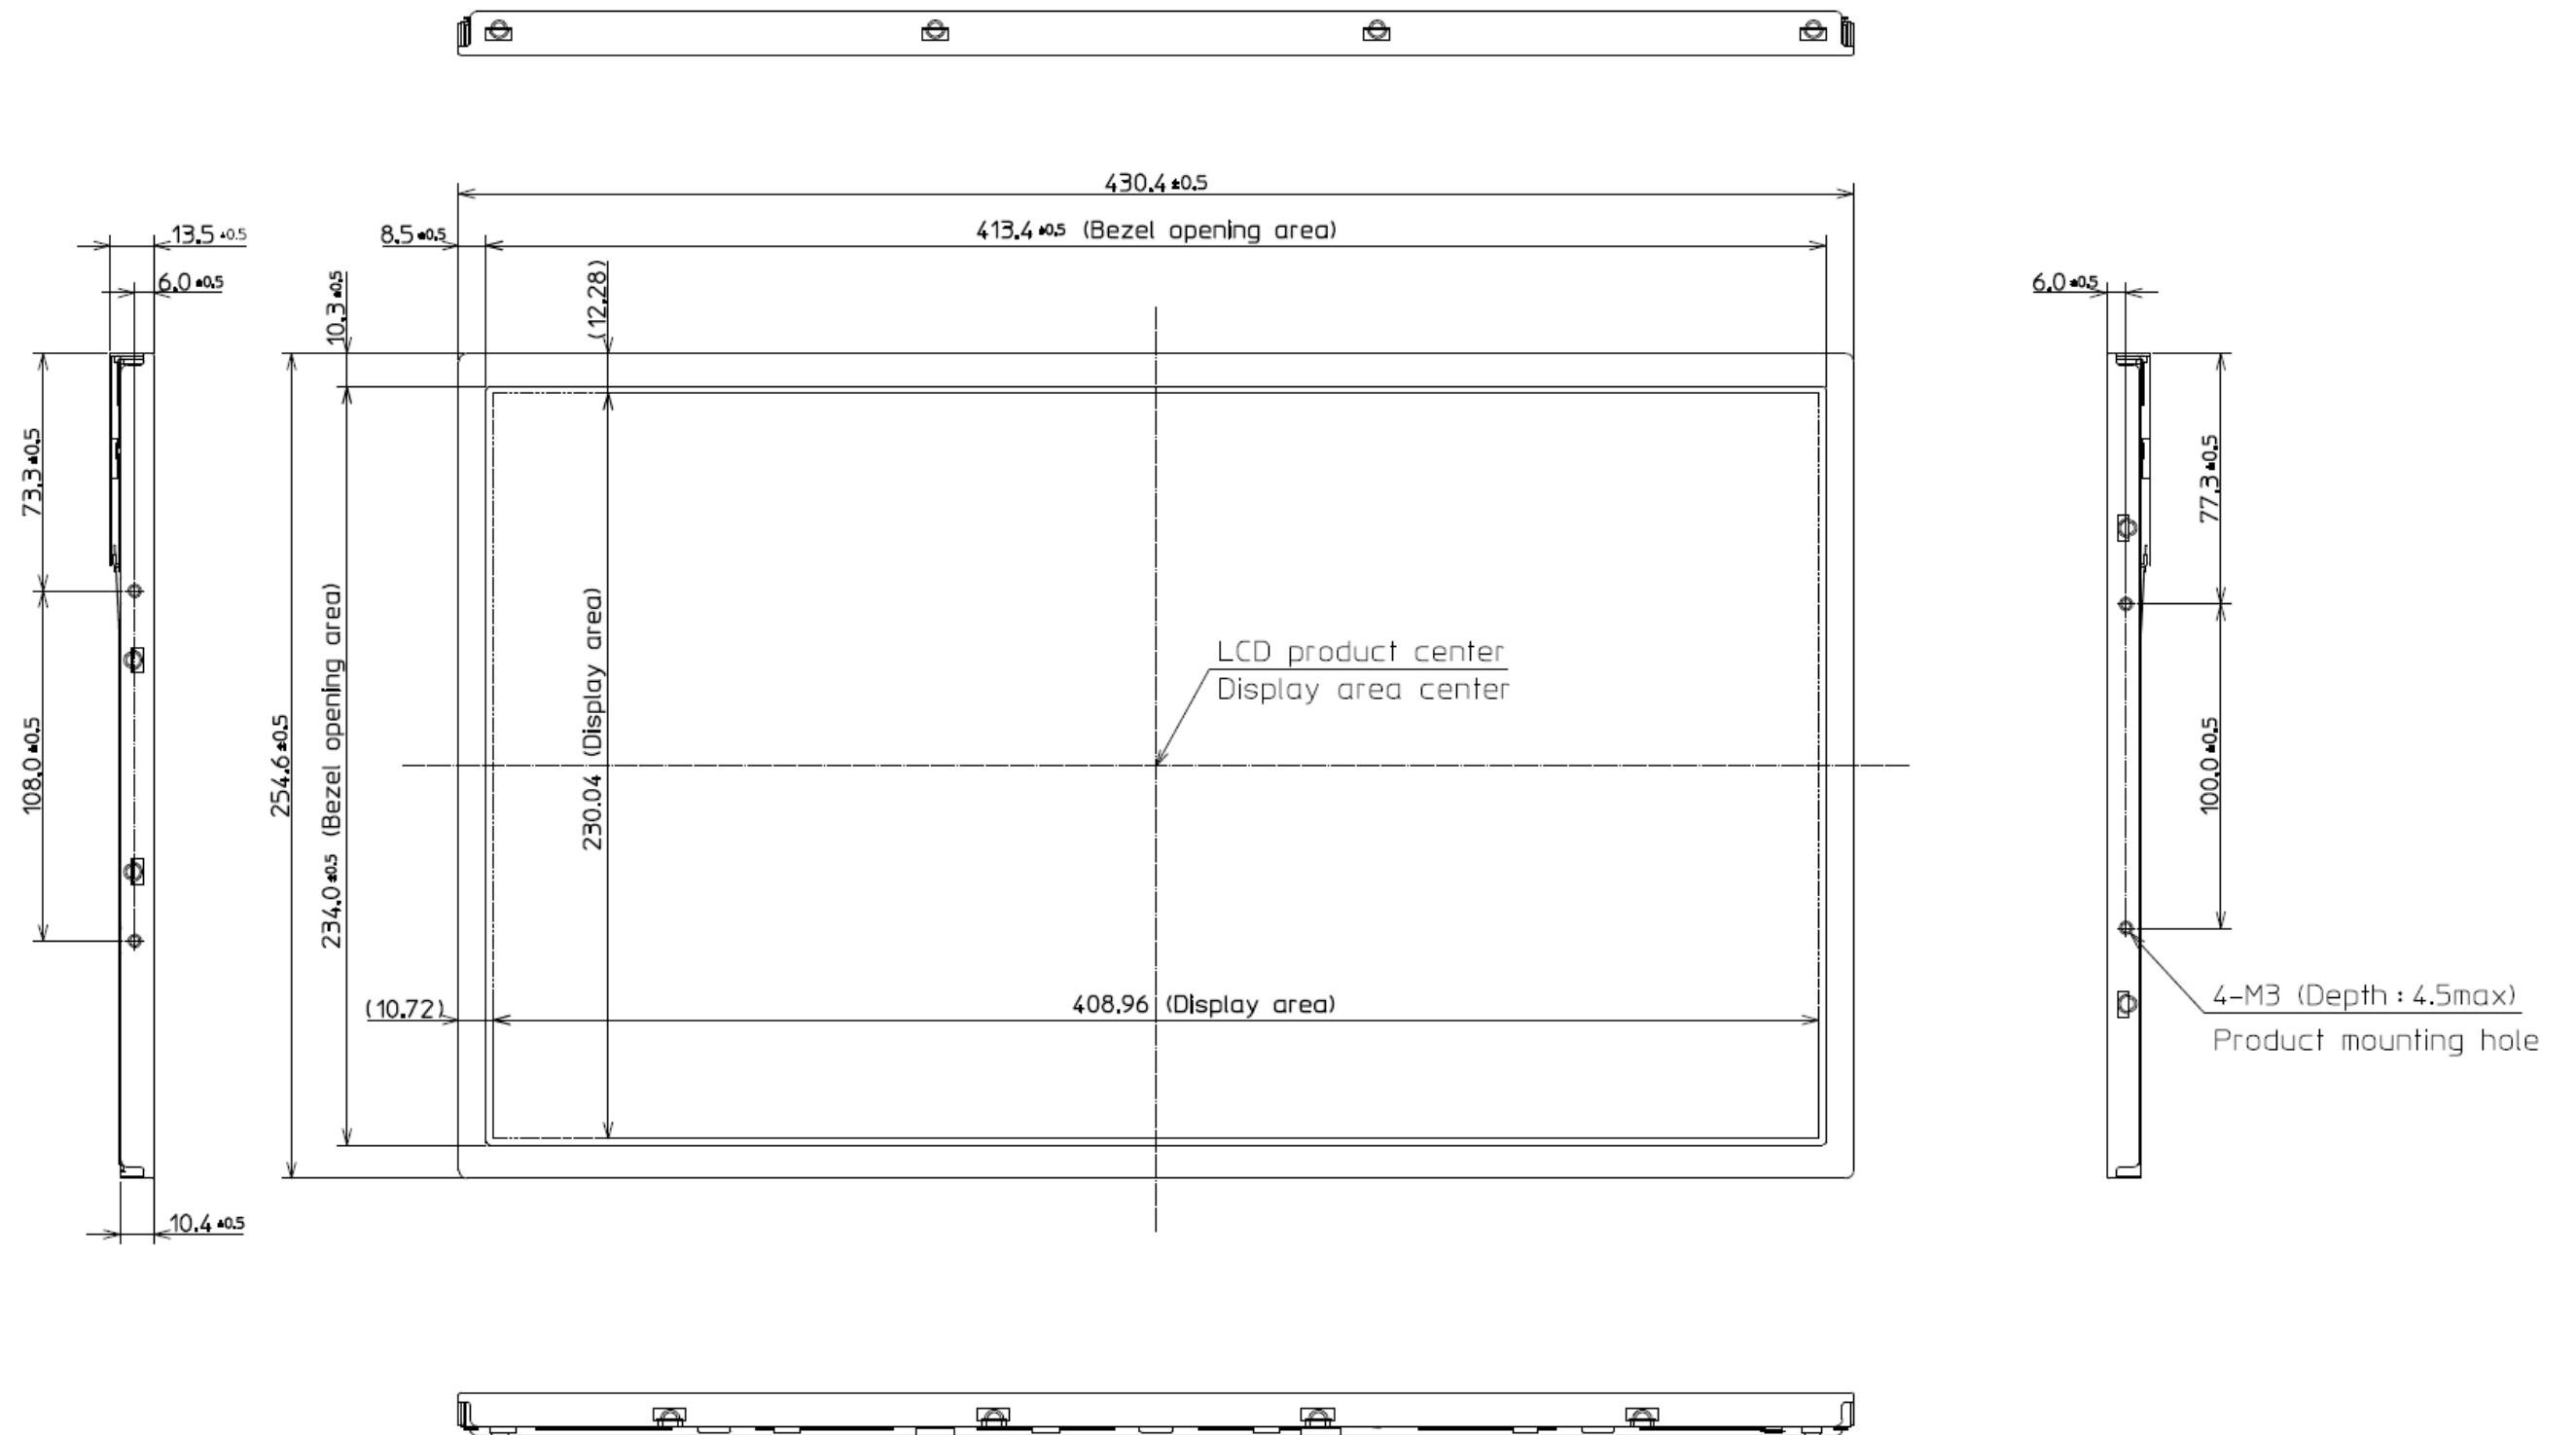 430.4±0.5
8.5±0.5
413.4±0.5 (Bezel opening area)
13.5±0.5
6.0±0.5
10.3±0.5
(12.28)
6.0±0.5
73.3±0.5
77.3±0.5
LCD product center
Display area center
108.0±0.5
254.6±0.5
234.0±0.5 (Bezel opening area)
230.04 (Display area)
100.0±0.5
(10.72)
408.96 (Display area)
4-M3 (Depth:4.5max)
Product mounting hole
10.4±0.5